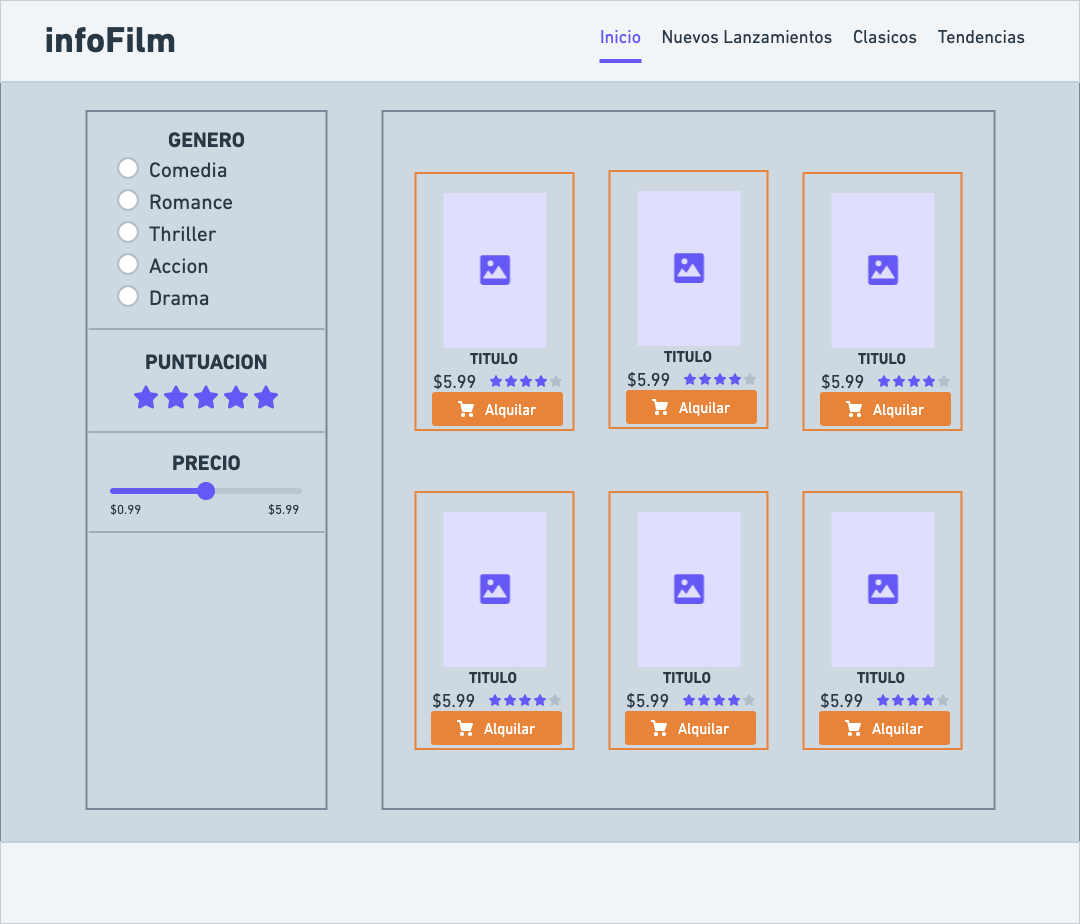 infoFilm
Inicio Nuevos Lanzamientos Clasicos Tendencias
GENERO
Comedia
Romance
Thriller
Accion
Drama
PUNTUACION
PRECIO
$0.99 $5.99
TITULO
$5.99
Alquilar
TITULO
$5.99
Alquilar
TITULO
$5.99
Alquilar
TITULO
$5.99
Alquilar
TITULO
$5.99
Alquilar
TITULO
$5.99
Alquilar